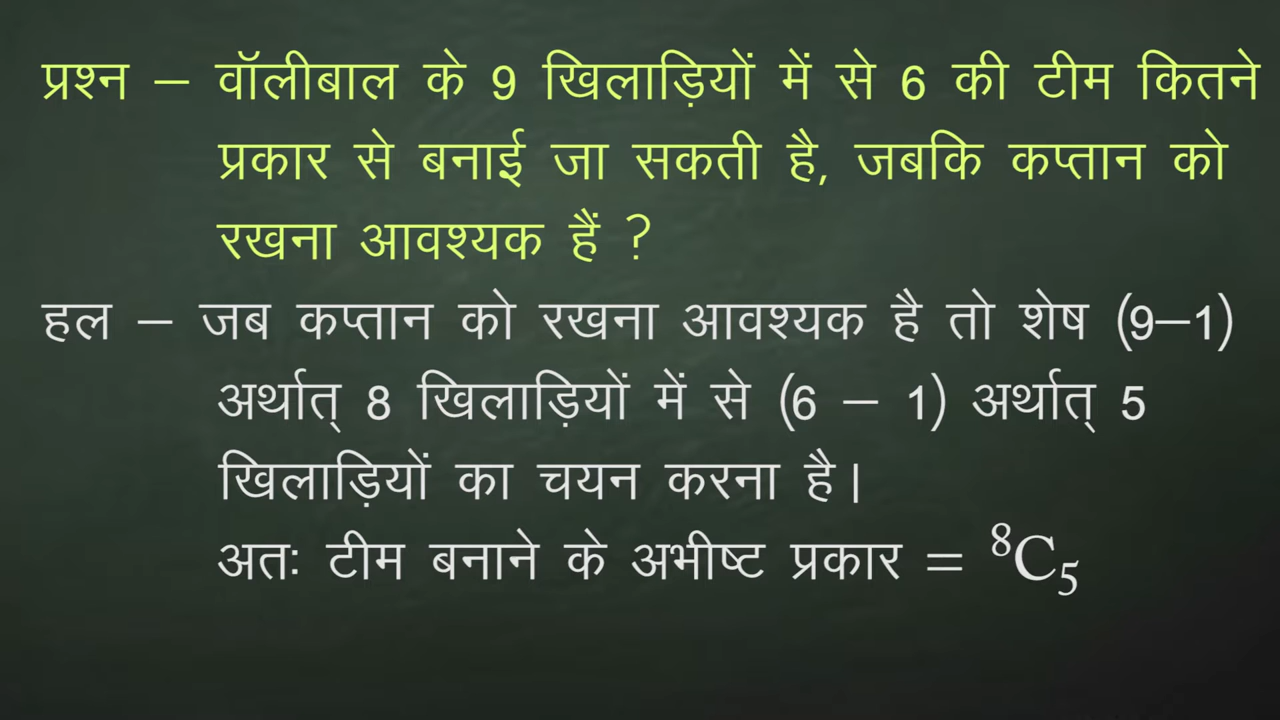 प्रश्न – वॉलीबाल के 9 खिलाड़ियों में से 6 की टीम कितने
प्रकार से बनाई जा सकती है, जबकि कप्तान को
रखना आवश्यक हैं ?
हल – जब कप्तान को रखना आवश्यक है तो शेष (9–1)
अर्थात् 8 खिलाड़ियों में से (6 – 1) अर्थात् 5
खिलाड़ियों का चयन करना है।
अतः टीम बनाने के अभीष्ट प्रकार = ⁸C₅